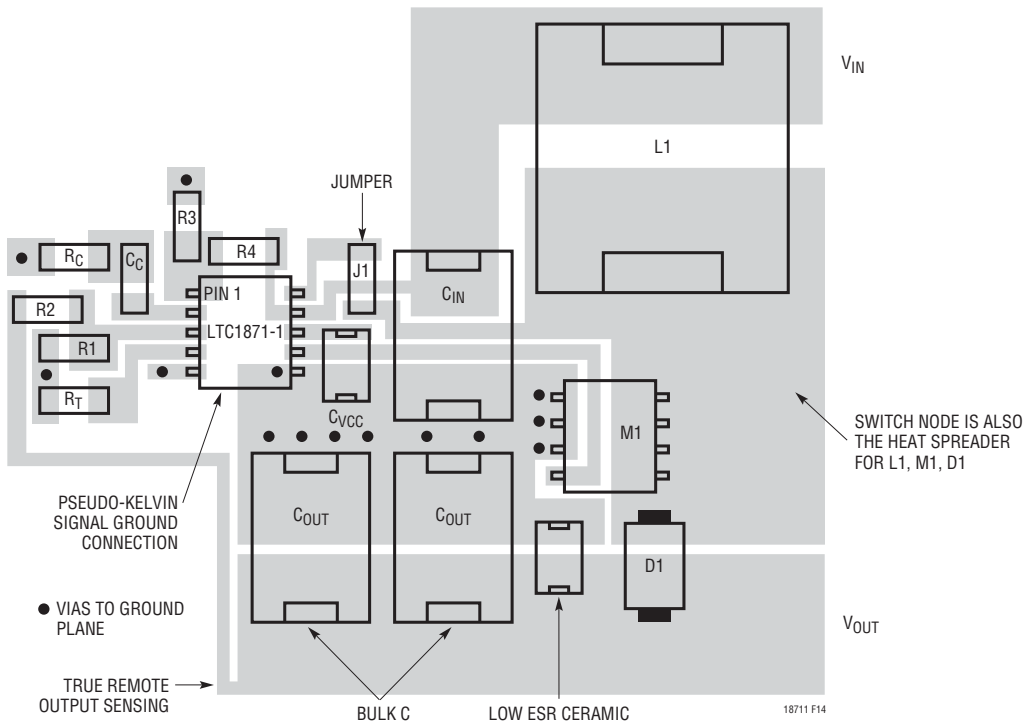 VIN
L1
JUMPER
R3
R4
J1
RC
CC
CIN
PIN 1
R2
LTC1871-1
R1
RT
CVCC
M1
SWITCH NODE IS ALSO
THE HEAT SPREADER
FOR L1, M1, D1
PSEUDO-KELVIN
SIGNAL GROUND
CONNECTION
COUT
COUT
D1
VIAS TO GROUND
PLANE
VOUT
TRUE REMOTE
OUTPUT SENSING
BULK C
LOW ESR CERAMIC
18711 F14